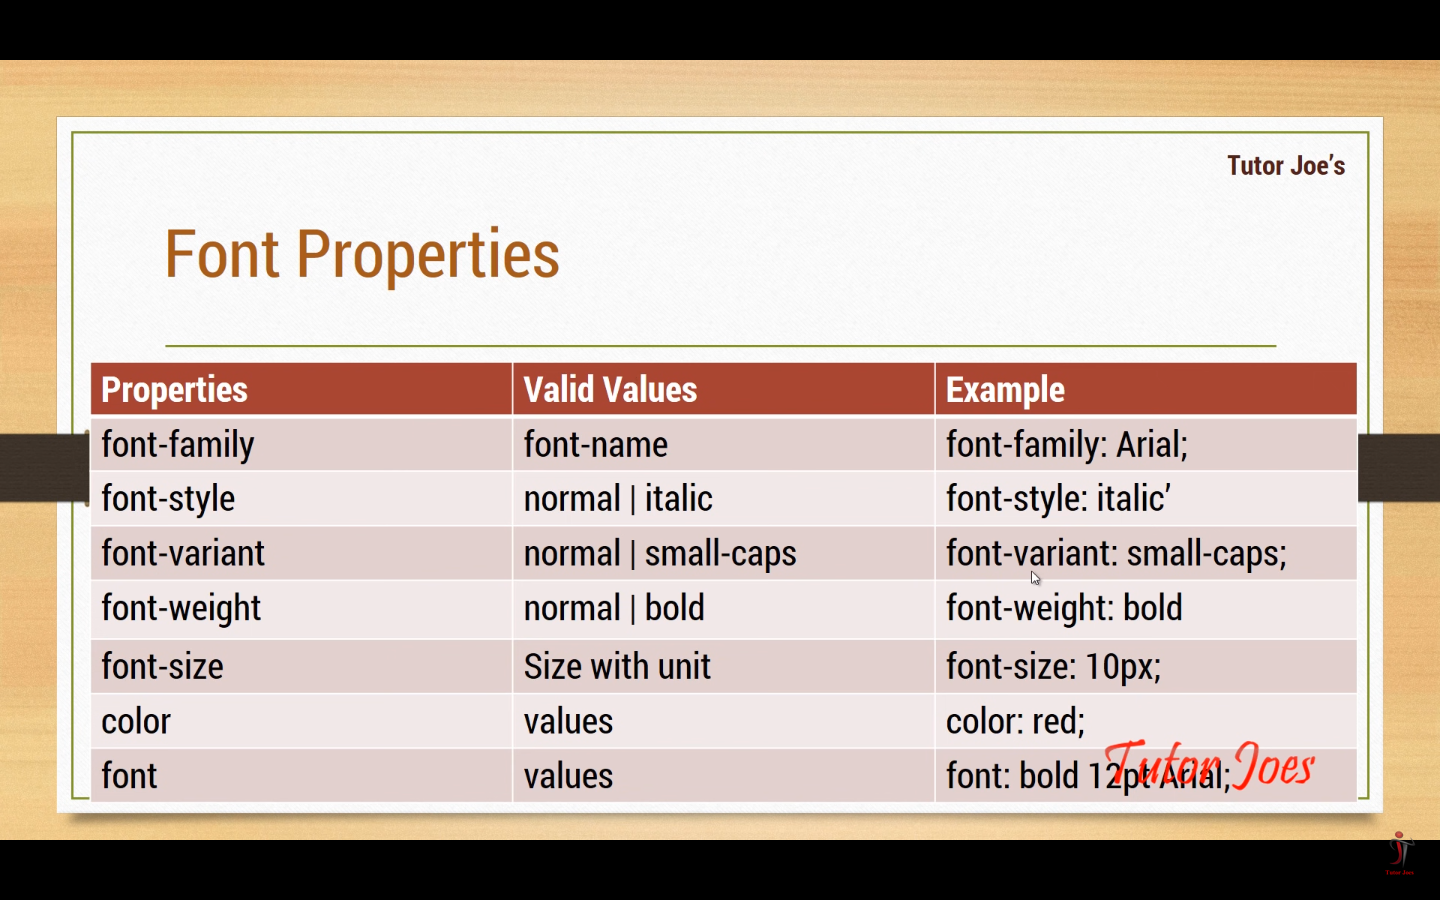 Tutor Joe’s
Font Properties
Properties Valid Values Example
font-family font-name font-family: Arial;
font-style normal | italic font-style: italic’
font-variant normal | small-caps font-variant: small-caps;
font-weight normal | bold font-weight: bold
font-size Size with unit font-size: 10px;
color values color: red;
font values font: bold 12pt Arial;
Tutor Joes
Tutor Joes